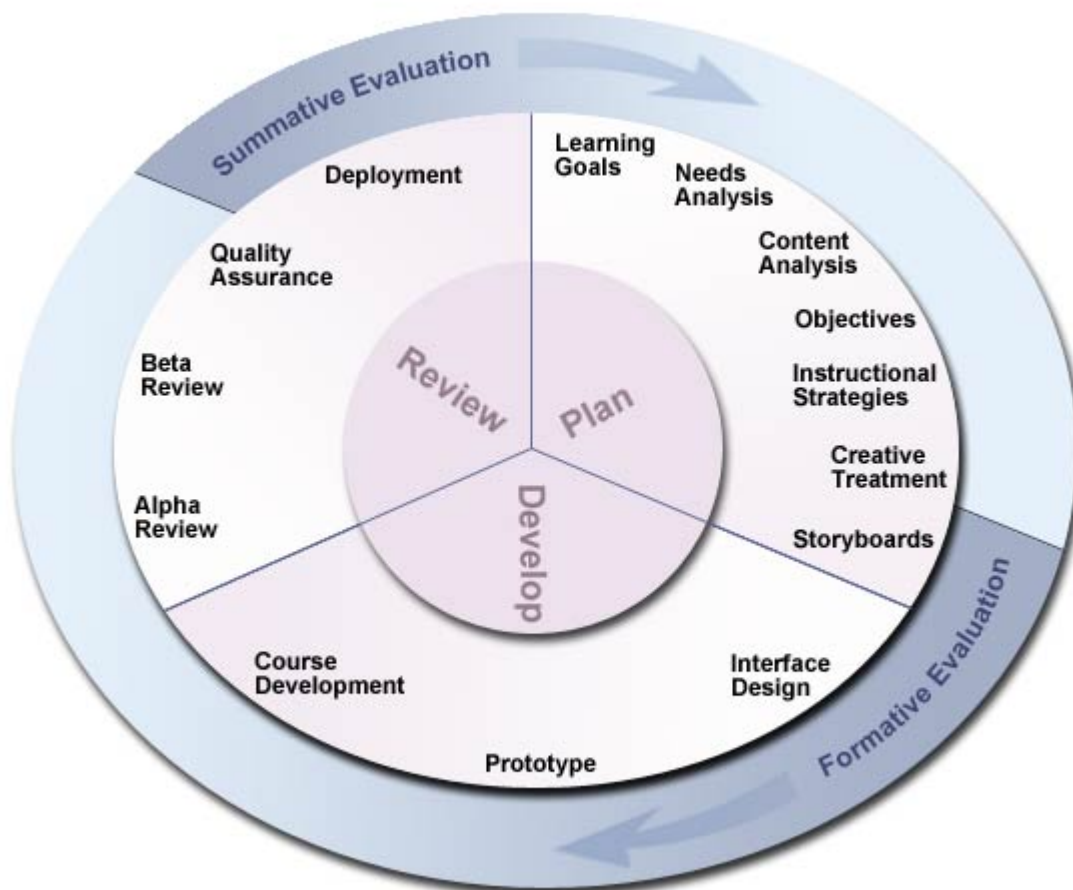 Summative Evaluation
Learning
Goals
Needs
Analysis
Content
Analysis
Objectives
Instructional
Strategies
Creative
Treatment
Storyboards
Formative Evaluation
Interface
Design
Prototype
Course
Development
Alpha
Review
Beta
Review
Quality
Assurance
Deployment
Review
Plan
Develop